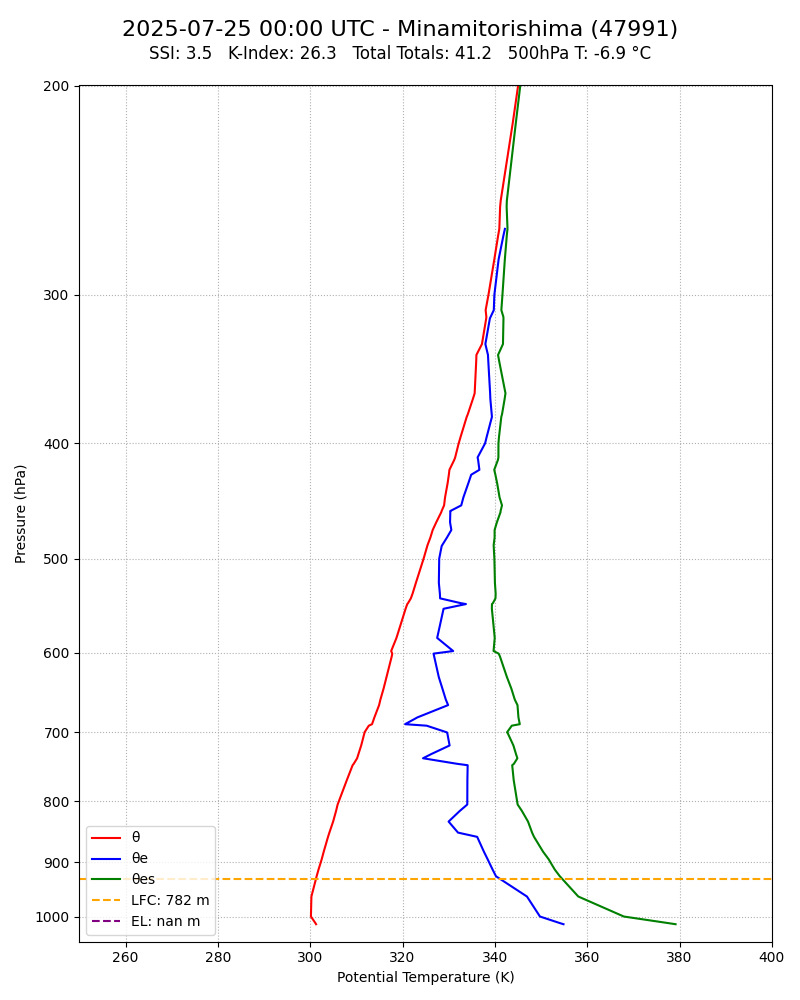 2025-07-25 00:00 UTC - Minamitorishima (47991)
SSI: 3.5   K-Index: 26.3   Total Totals: 41.2   500hPa T: -6.9 °C
200
300
400
500
600
700
800
900
1000
Pressure (hPa)
θ
θe
θes
LFC: 782 m
EL: nan m
260
280
300
320
340
360
380
400
Potential Temperature (K)